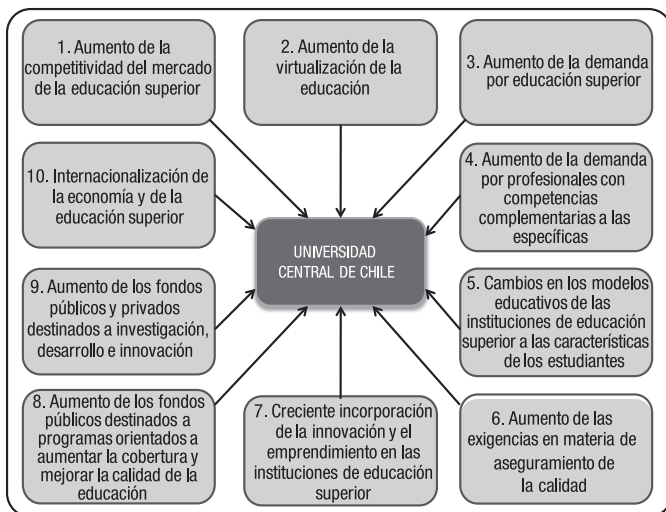 1. Aumento de la
competitividad del mercado
de la educación superior
2. Aumento de la
virtualización de la
educación
3. Aumento de la demanda
por educación superior
4. Aumento de la demanda
por profesionales con
competencias
complementarias a las
específicas
5. Cambios en los modelos
educativos de las
instituciones de educación
superior a las características
de los estudiantes
6. Aumento de las
exigencias en materia de
aseguramiento de
la calidad
7. Creciente incorporación
de la innovación y el
emprendimiento en las
instituciones de educación
superior
8. Aumento de los fondos
públicos destinados a
programas orientados a
aumentar la cobertura y
mejorar la calidad de la
educación
9. Aumento de los fondos
públicos y privados
destinados a investigación,
desarrollo e innovación
10. Internacionalización de
la economía y de la
educación superior
UNIVERSIDAD
CENTRAL DE CHILE